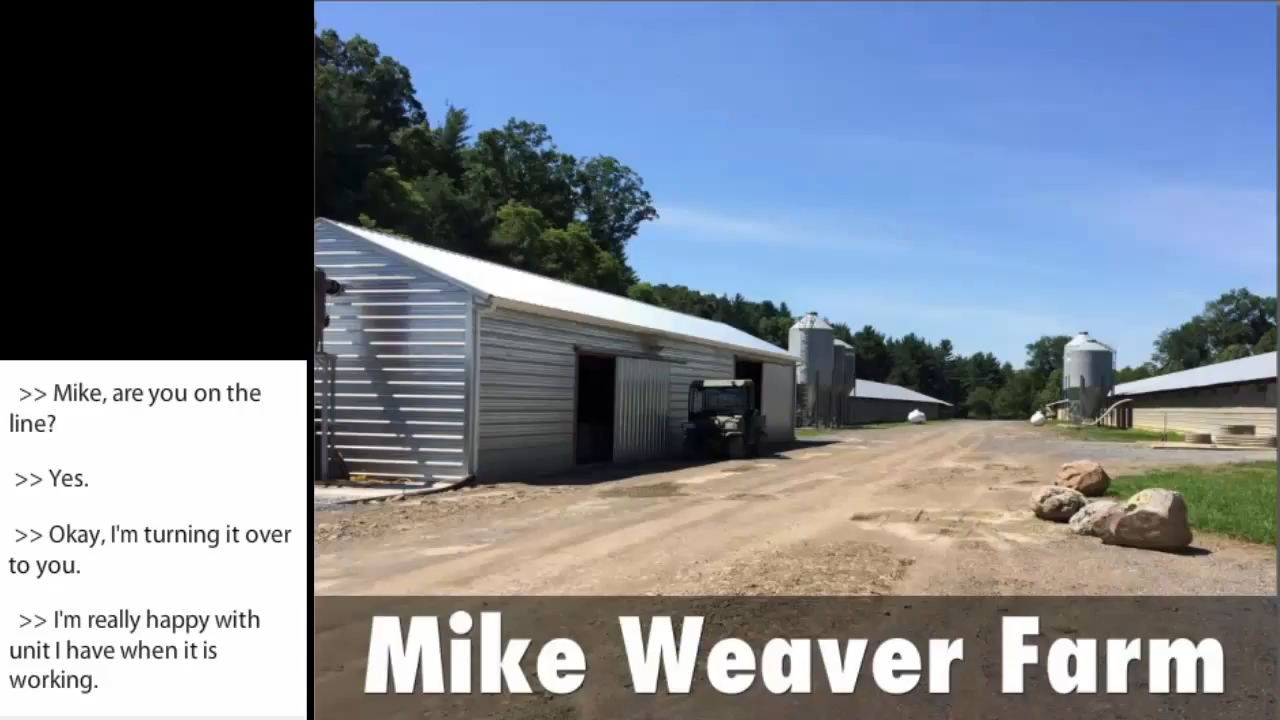 >> Mike, are you on the
line?
>> Yes.
>> Okay, I'm turning it over
to you.
>> I'm really happy with
unit I have when it is
working.
Mike Weaver Farm